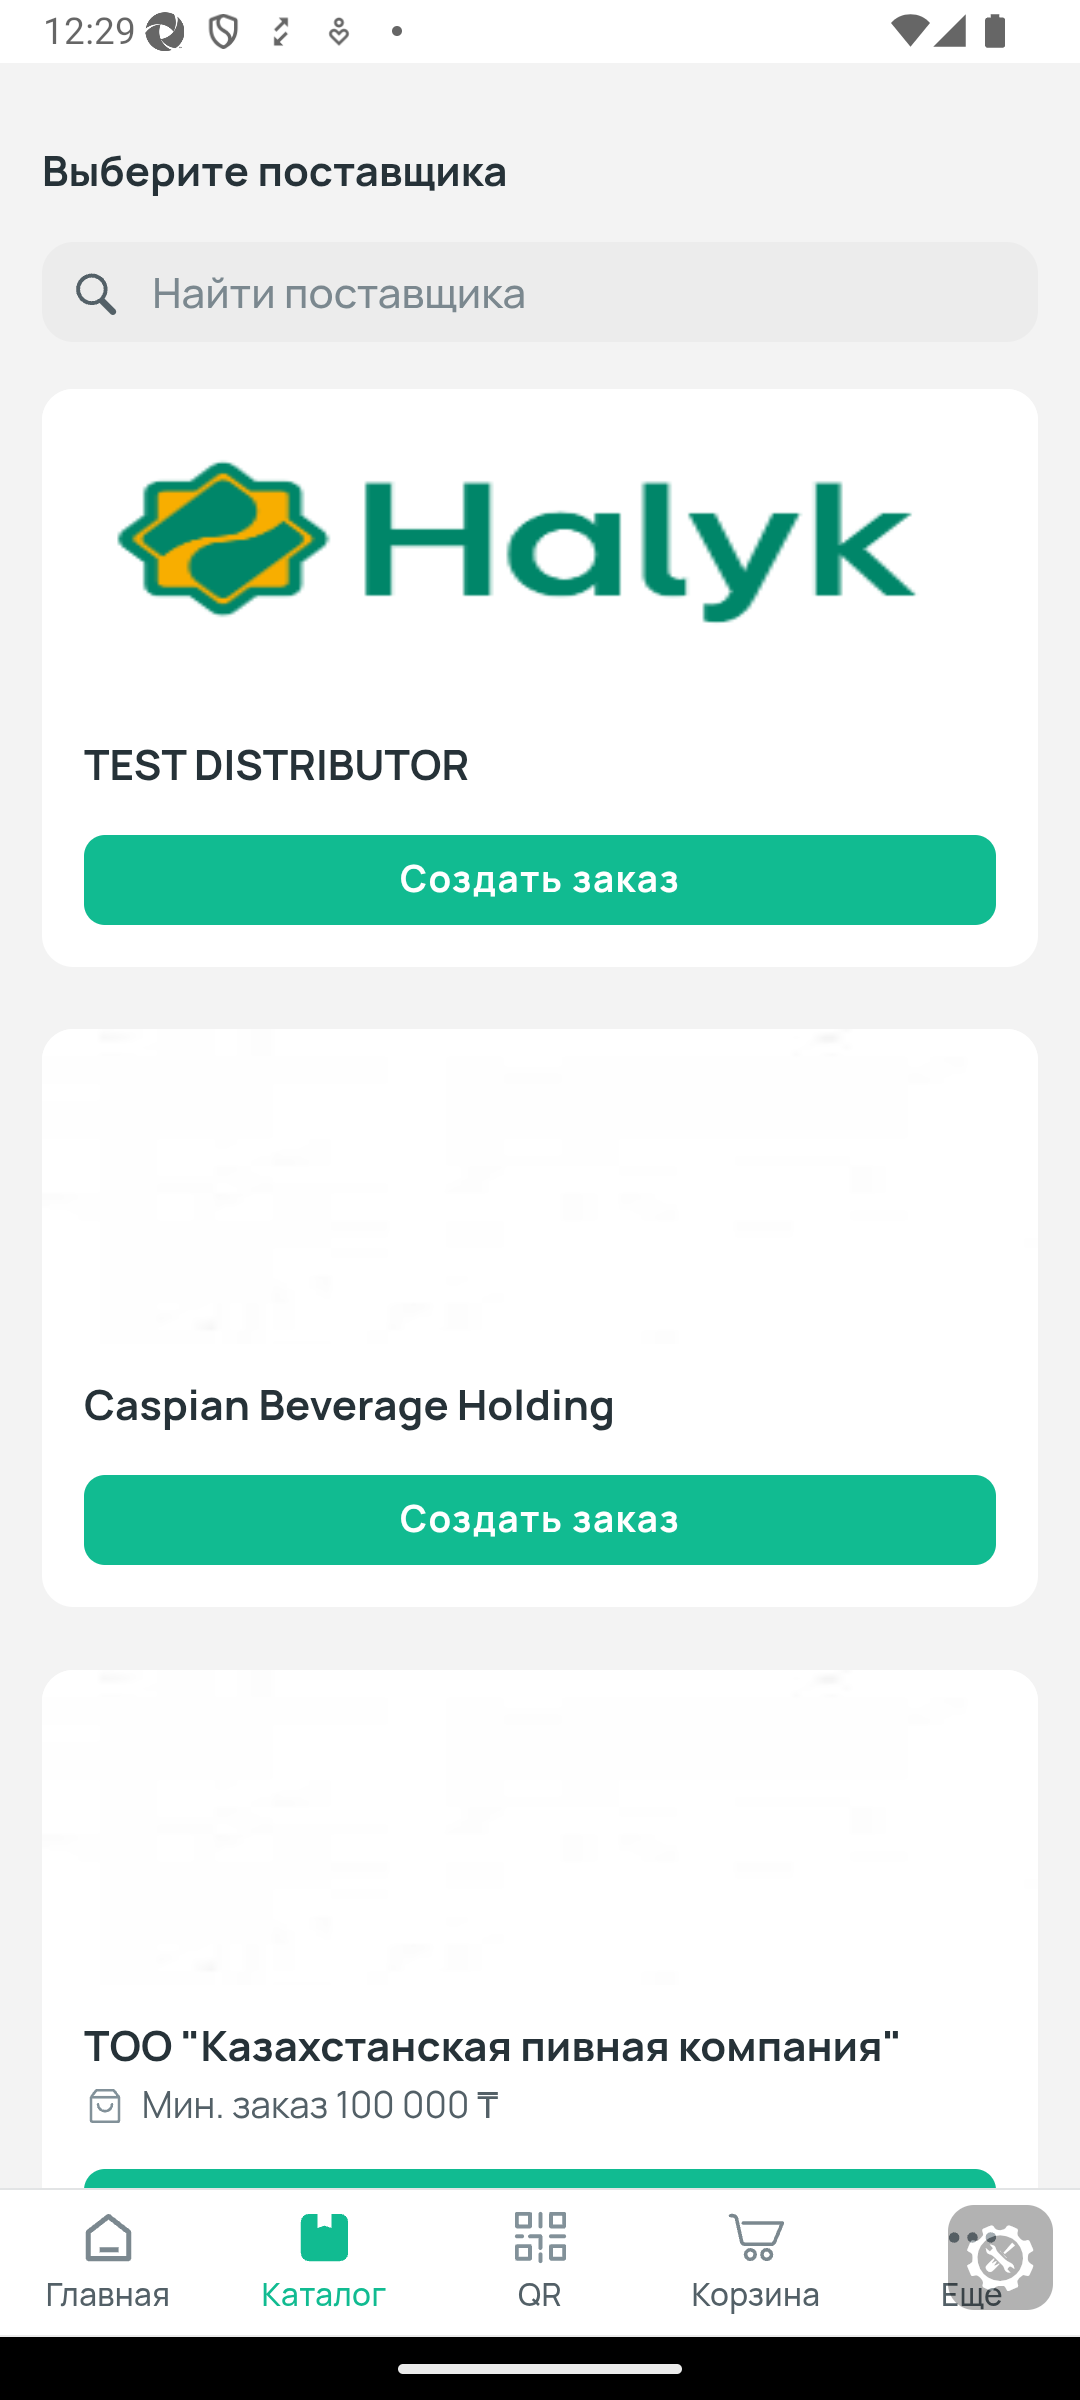 12:29
Выберите поставщика
Найти поставщика
Halyk
TEST DISTRIBUTOR
Создать заказ
Caspian Beverage Holding
Создать заказ
ТОО "Казахстанская пивная компания"
Мин. заказ 100 000 ₸
Главная
Каталог
QR
Корзина
Еще